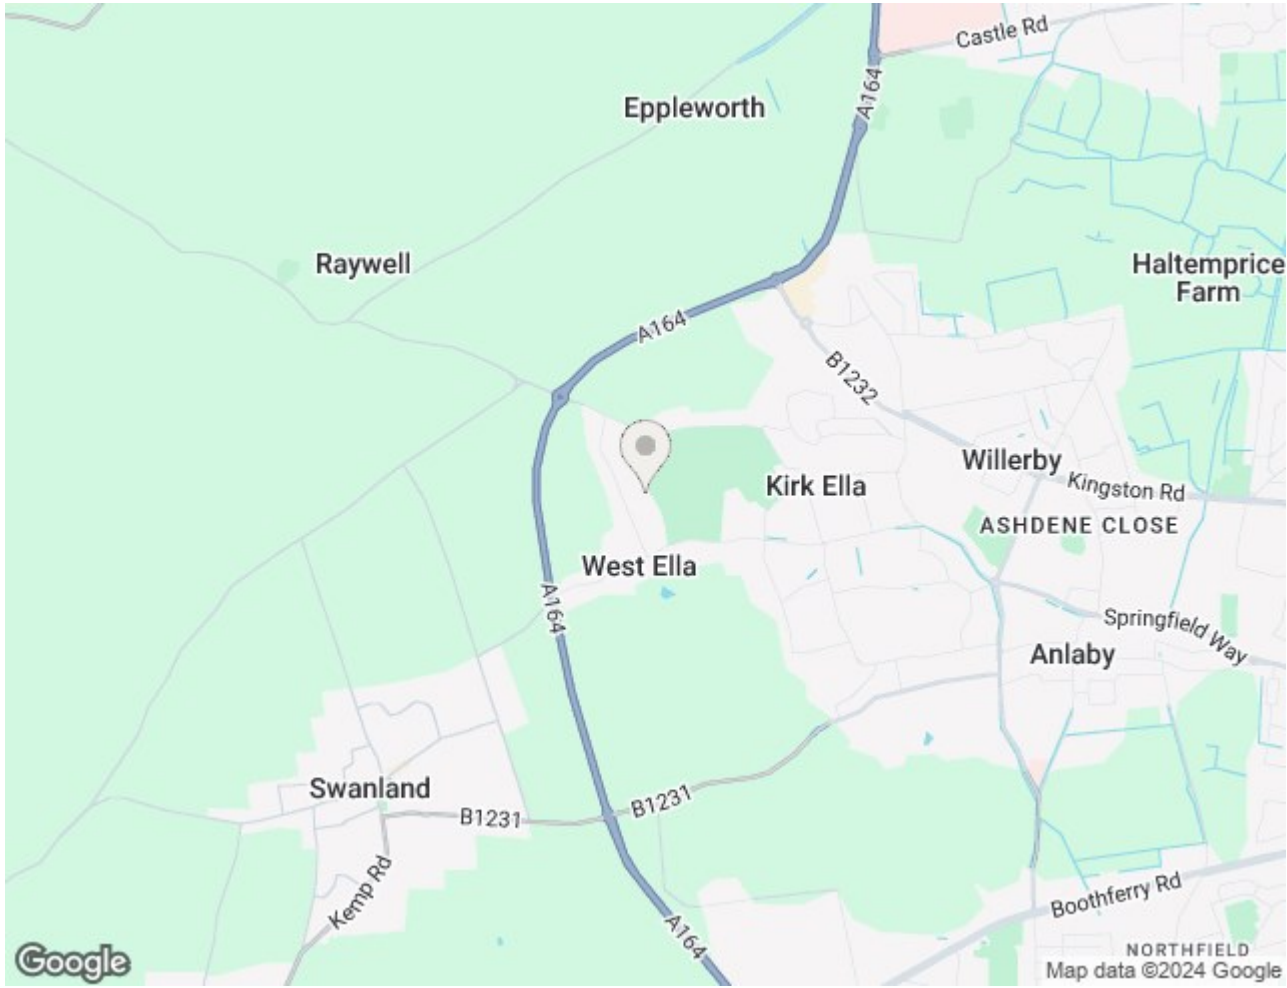 Castle Rd
A164
Eppleworth
Raywell
Haltemprice
Farm
A164
B1232
Willerby
Kirk Ella
Kingston Rd
ASHDENE CLOSE
West Ella
A164
Springfield Way
Anlaby
Swanland
B1231
B1231
Kemp Rd
Boothferry Rd
A164
NORTHFIELD
Google
Map data ©2024 Google